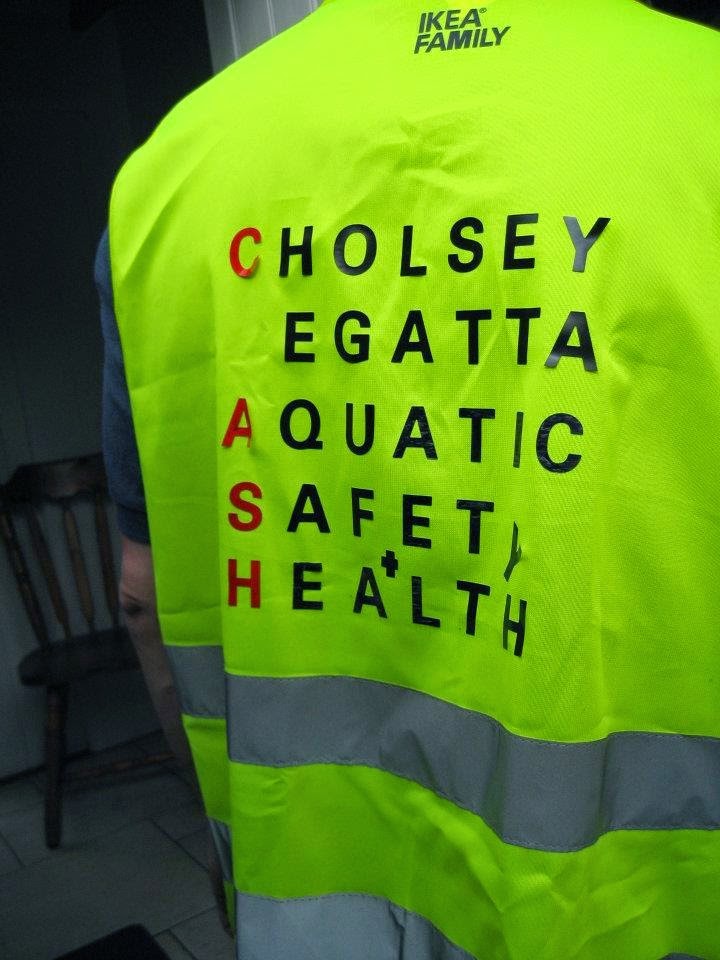 IKEA®
FAMILY
CHOLSEY
EGATTA
AQUATIC
SAFETY
+
HEALTH